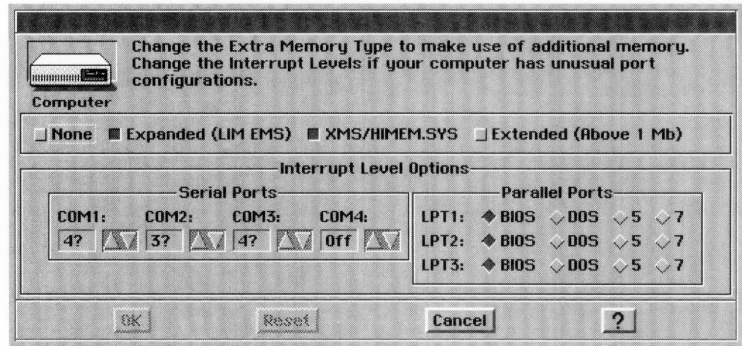 Change the Extra Memory Type to make use of additional memory.
Change the Interrupt Levels if your computer has unusual port
configurations.
Computer
None Expanded (LIM EMS) XMS/HIMEM.SYS Extended (Above 1 Mb)
Interrupt Level Options
Serial Ports
COM1: COM2: COM3: COM4:
4? 3? 4? Off
Parallel Ports
LPT1: BIOS DOS 5 7
LPT2: BIOS DOS 5 7
LPT3: BIOS DOS 5 7
OK Reset Cancel ?